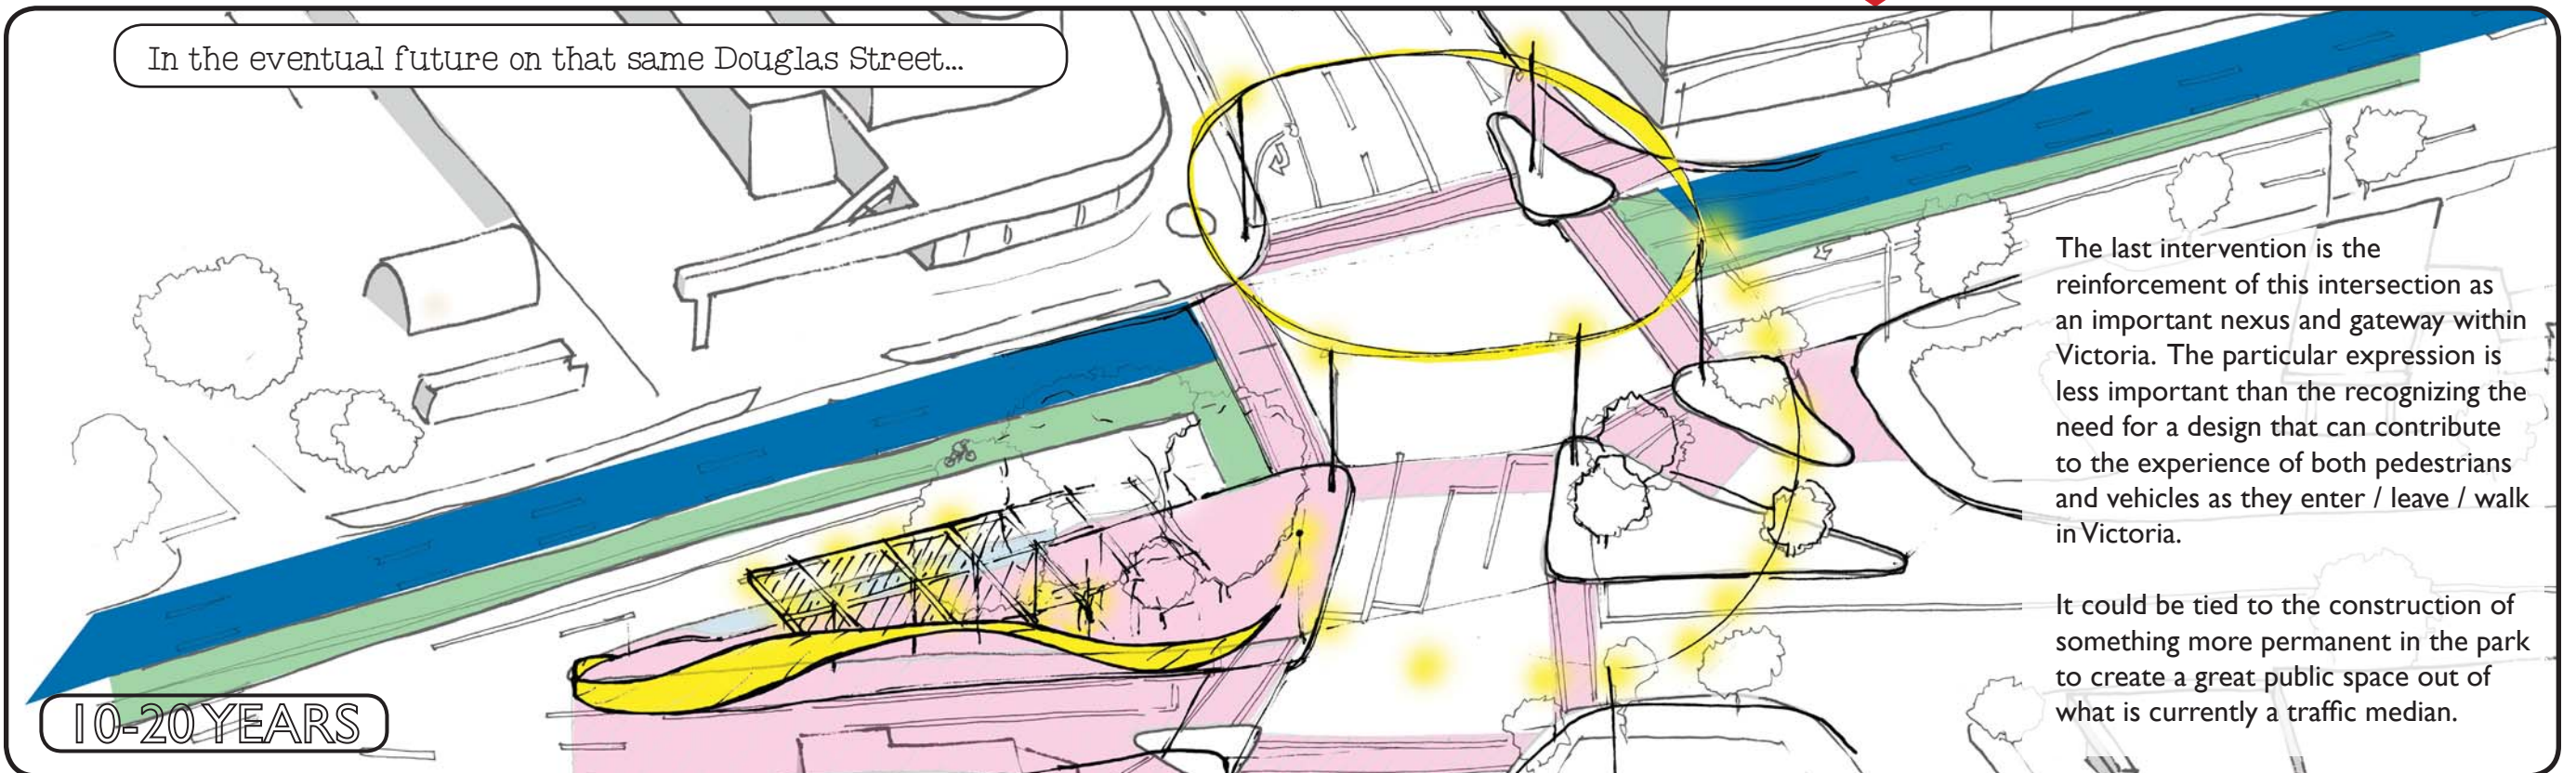 In the eventual future on that same Douglas Street...
The last intervention is the
reinforcement of this intersection as
an important nexus and gateway within
Victoria. The particular expression is
less important than the recognizing the
need for a design that can contribute
to the experience of both pedestrians
and vehicles as they enter / leave / walk
in Victoria.
It could be tied to the construction of
something more permanent in the park
to create a great public space out of
what is currently a traffic median.
10-20 YEARS